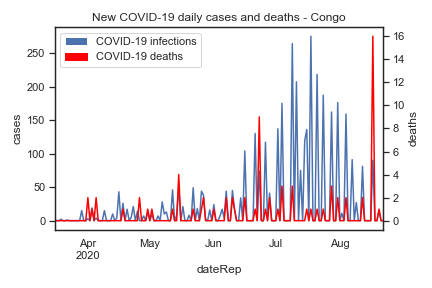 New COVID-19 daily cases and deaths - Congo
COVID-19 infections
COVID-19 deaths
cases
250
200
150
100
50
0
deaths
16
14
12
10
8
6
4
2
0
Apr
2020
May
Jun
Jul
Aug
dateRep